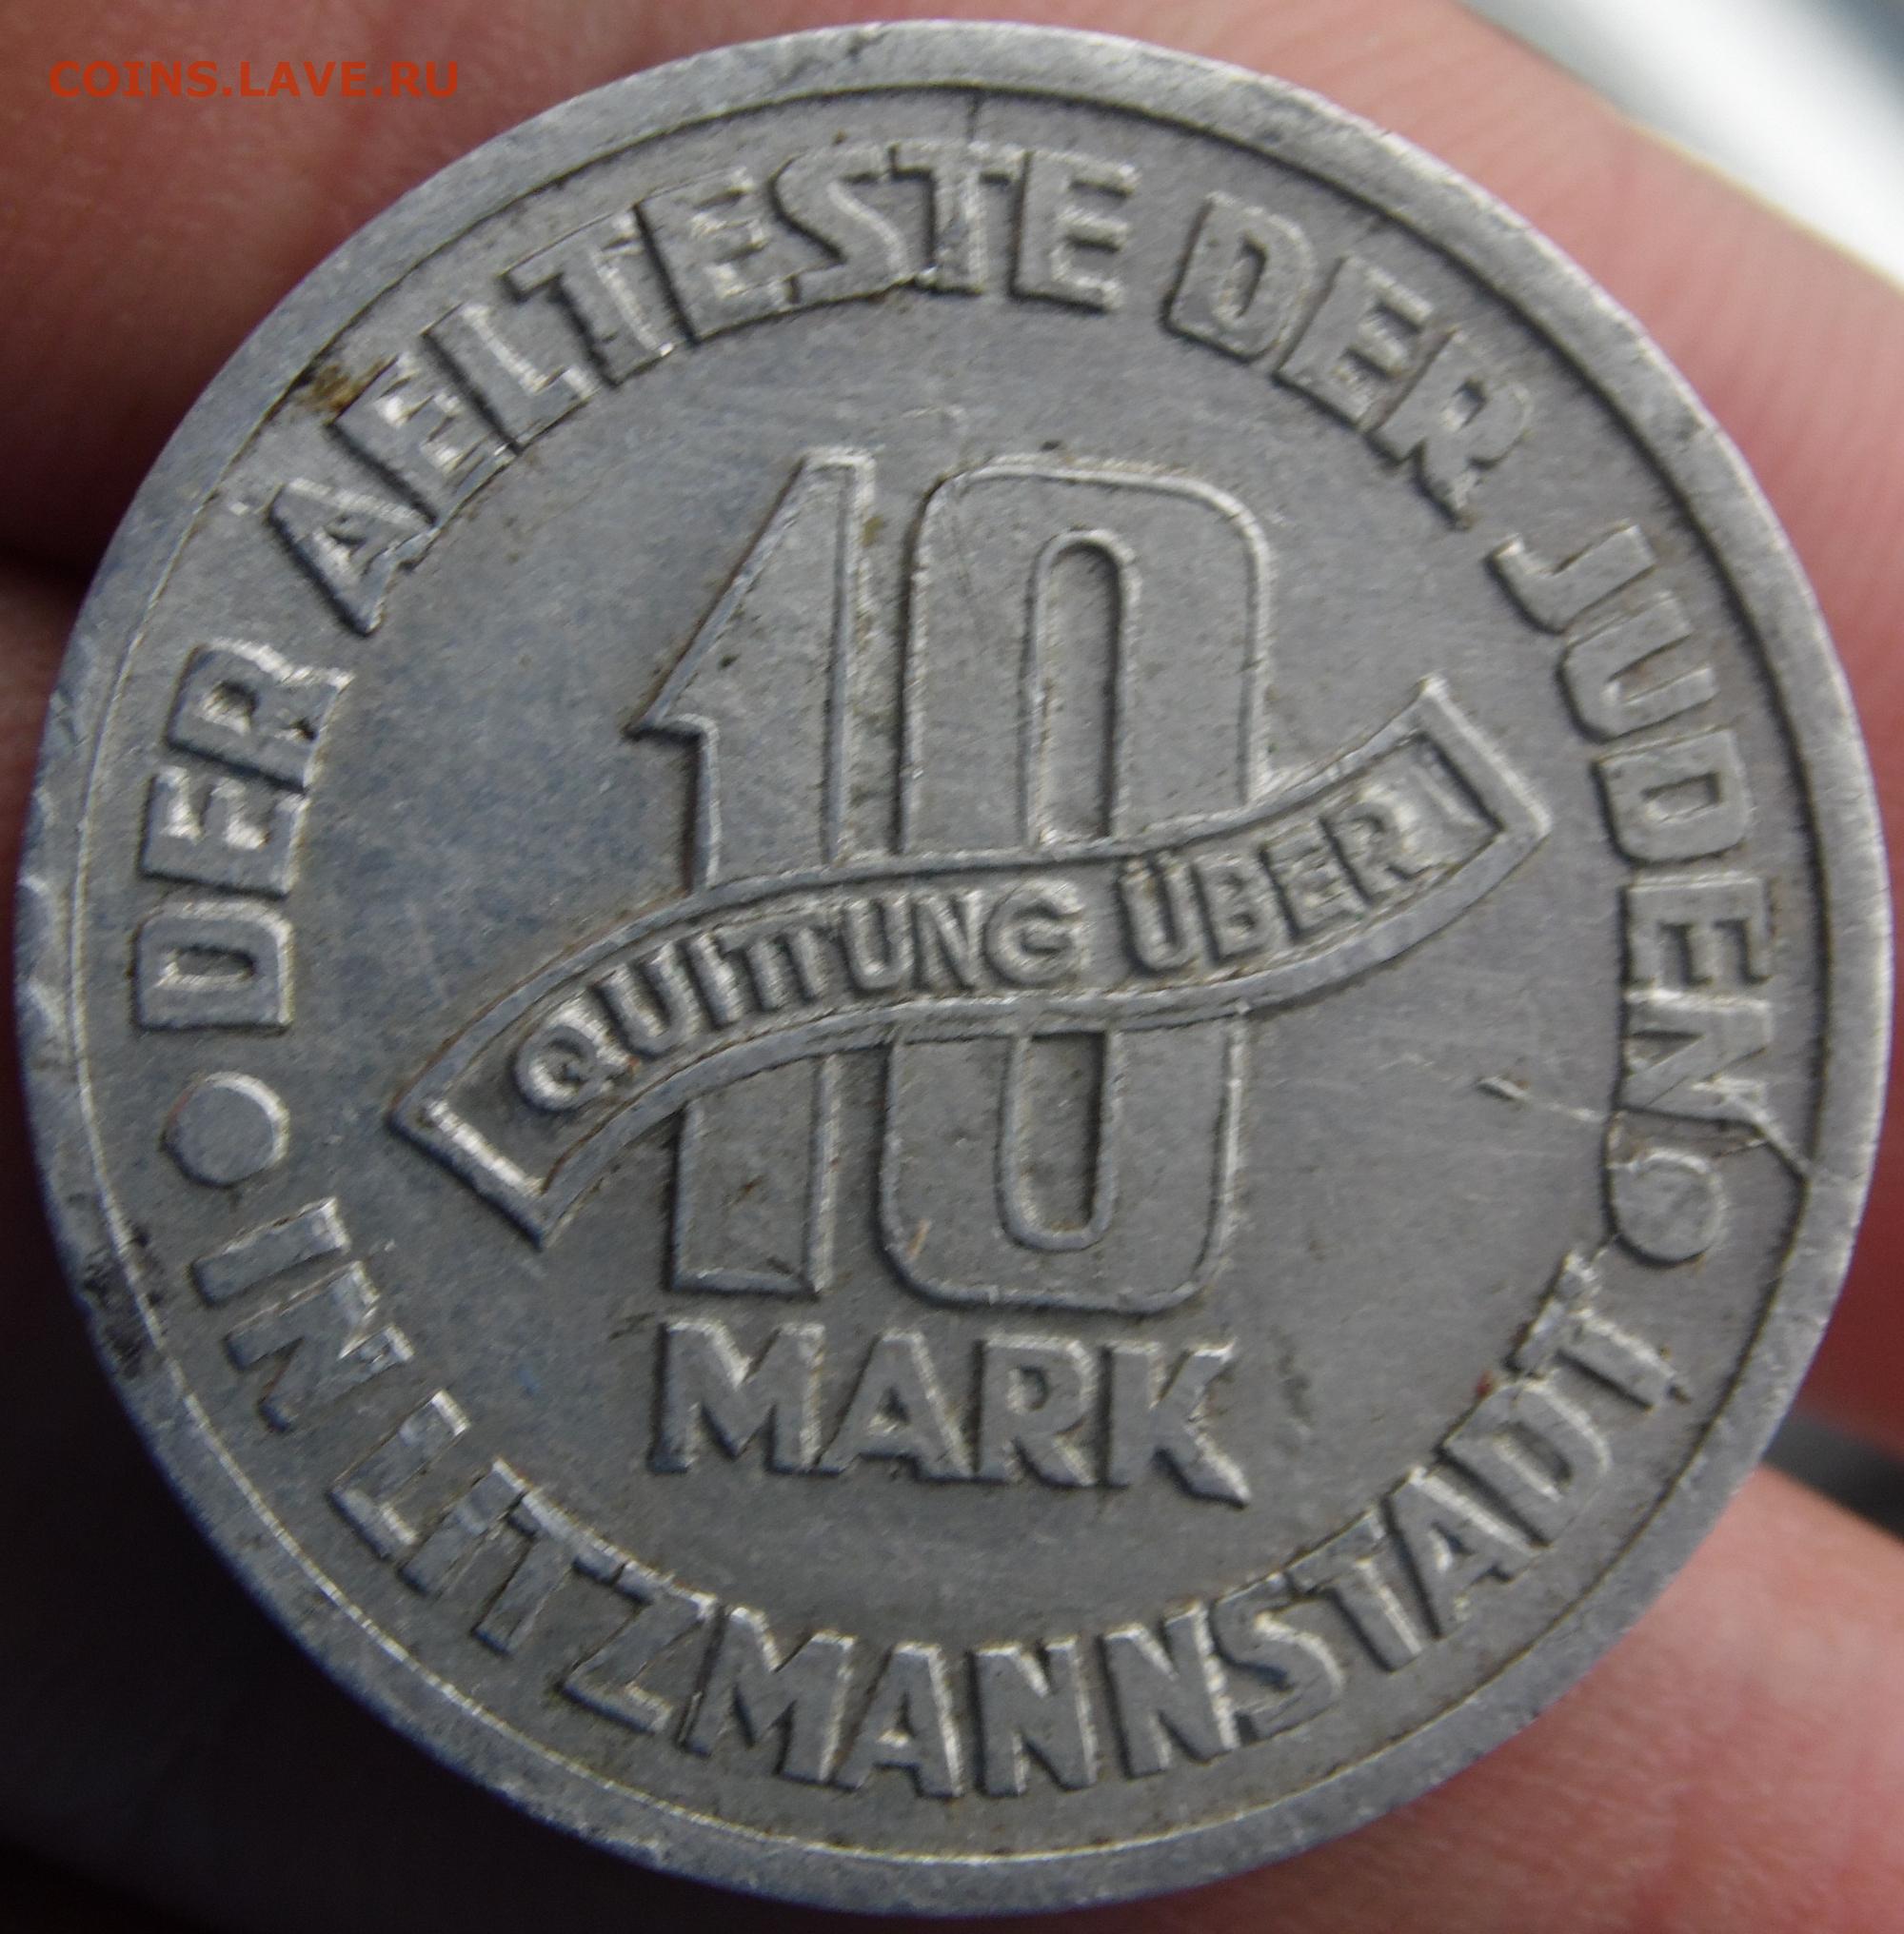 COINS.LAVE.RU
DER AELTESTE DER JUDEN
10
QUITTUNG ÜBER
MARK
IN LITZMANNSTADT